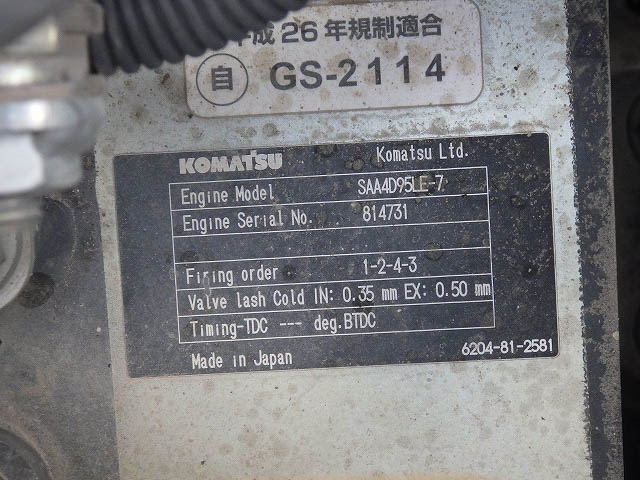 平成26年規制適合
自 GS-2114
KOMATSU Komatsu Ltd.
Engine Model SAA4D95LE-7
Engine Serial No. 814731
Firing order 1-2-4-3
Valve lash Cold IN: 0.35 mm EX: 0.50 mm
Timing-TDC --- deg.BTDC
Made in Japan 6204-81-2581